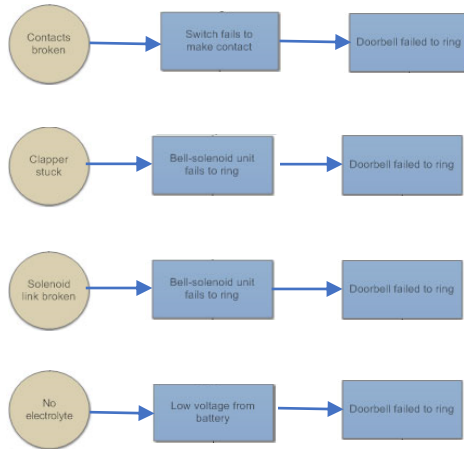 Contacts
broken
Switch fails to
make contact
Doorbell failed to ring
Clapper
stuck
Bell-solenoid unit
fails to ring
Doorbell failed to ring
Solenoid
link broken
Bell-solenoid unit
fails to ring
Doorbell failed to ring
No
electrolyte
Low voltage from
battery
Doorbell failed to ring